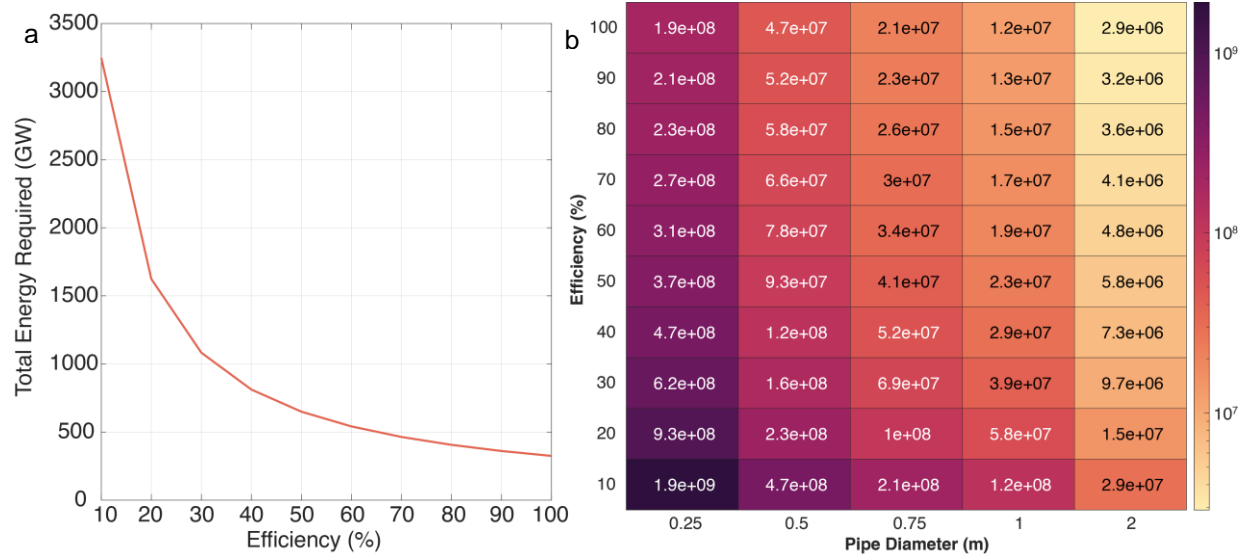 a
3500
3000
3500
2000
1500
1000
500
0
10 20 30 40 50 60 70 80 90 100
Total Energy Required (GW)
Efficiency (%)
b
100 1.9e+08 4.7e+07 2.1e+07 1.2e+07 2.9e+06
90 2.1e+08 5.2e+07 2.3e+07 1.3e+07 3.2e+06
80 2.3e+08 5.8e+07 2.6e+07 1.5e+07 3.6e+06
70 2.7e+08 6.6e+07 3e+07 1.7e+07 4.1e+06
60 3.1e+08 7.8e+07 3.4e+07 1.9e+07 4.8e+06
50 3.7e+08 9.3e+07 4.1e+07 2.3e+07 5.8e+06
40 4.7e+08 1.2e+08 5.2e+07 2.9e+07 7.3e+06
30 6.2e+08 1.6e+08 6.9e+07 3.9e+07 9.7e+06
20 9.3e+08 2.3e+08 1e+08 5.8e+07 1.5e+07
10 1.9e+09 4.7e+08 2.1e+08 1.2e+08 2.9e+07
0.25 0.5 0.75 1 2
Efficiency (%)
Pipe Diameter (m)
10⁹
10⁸
10⁷